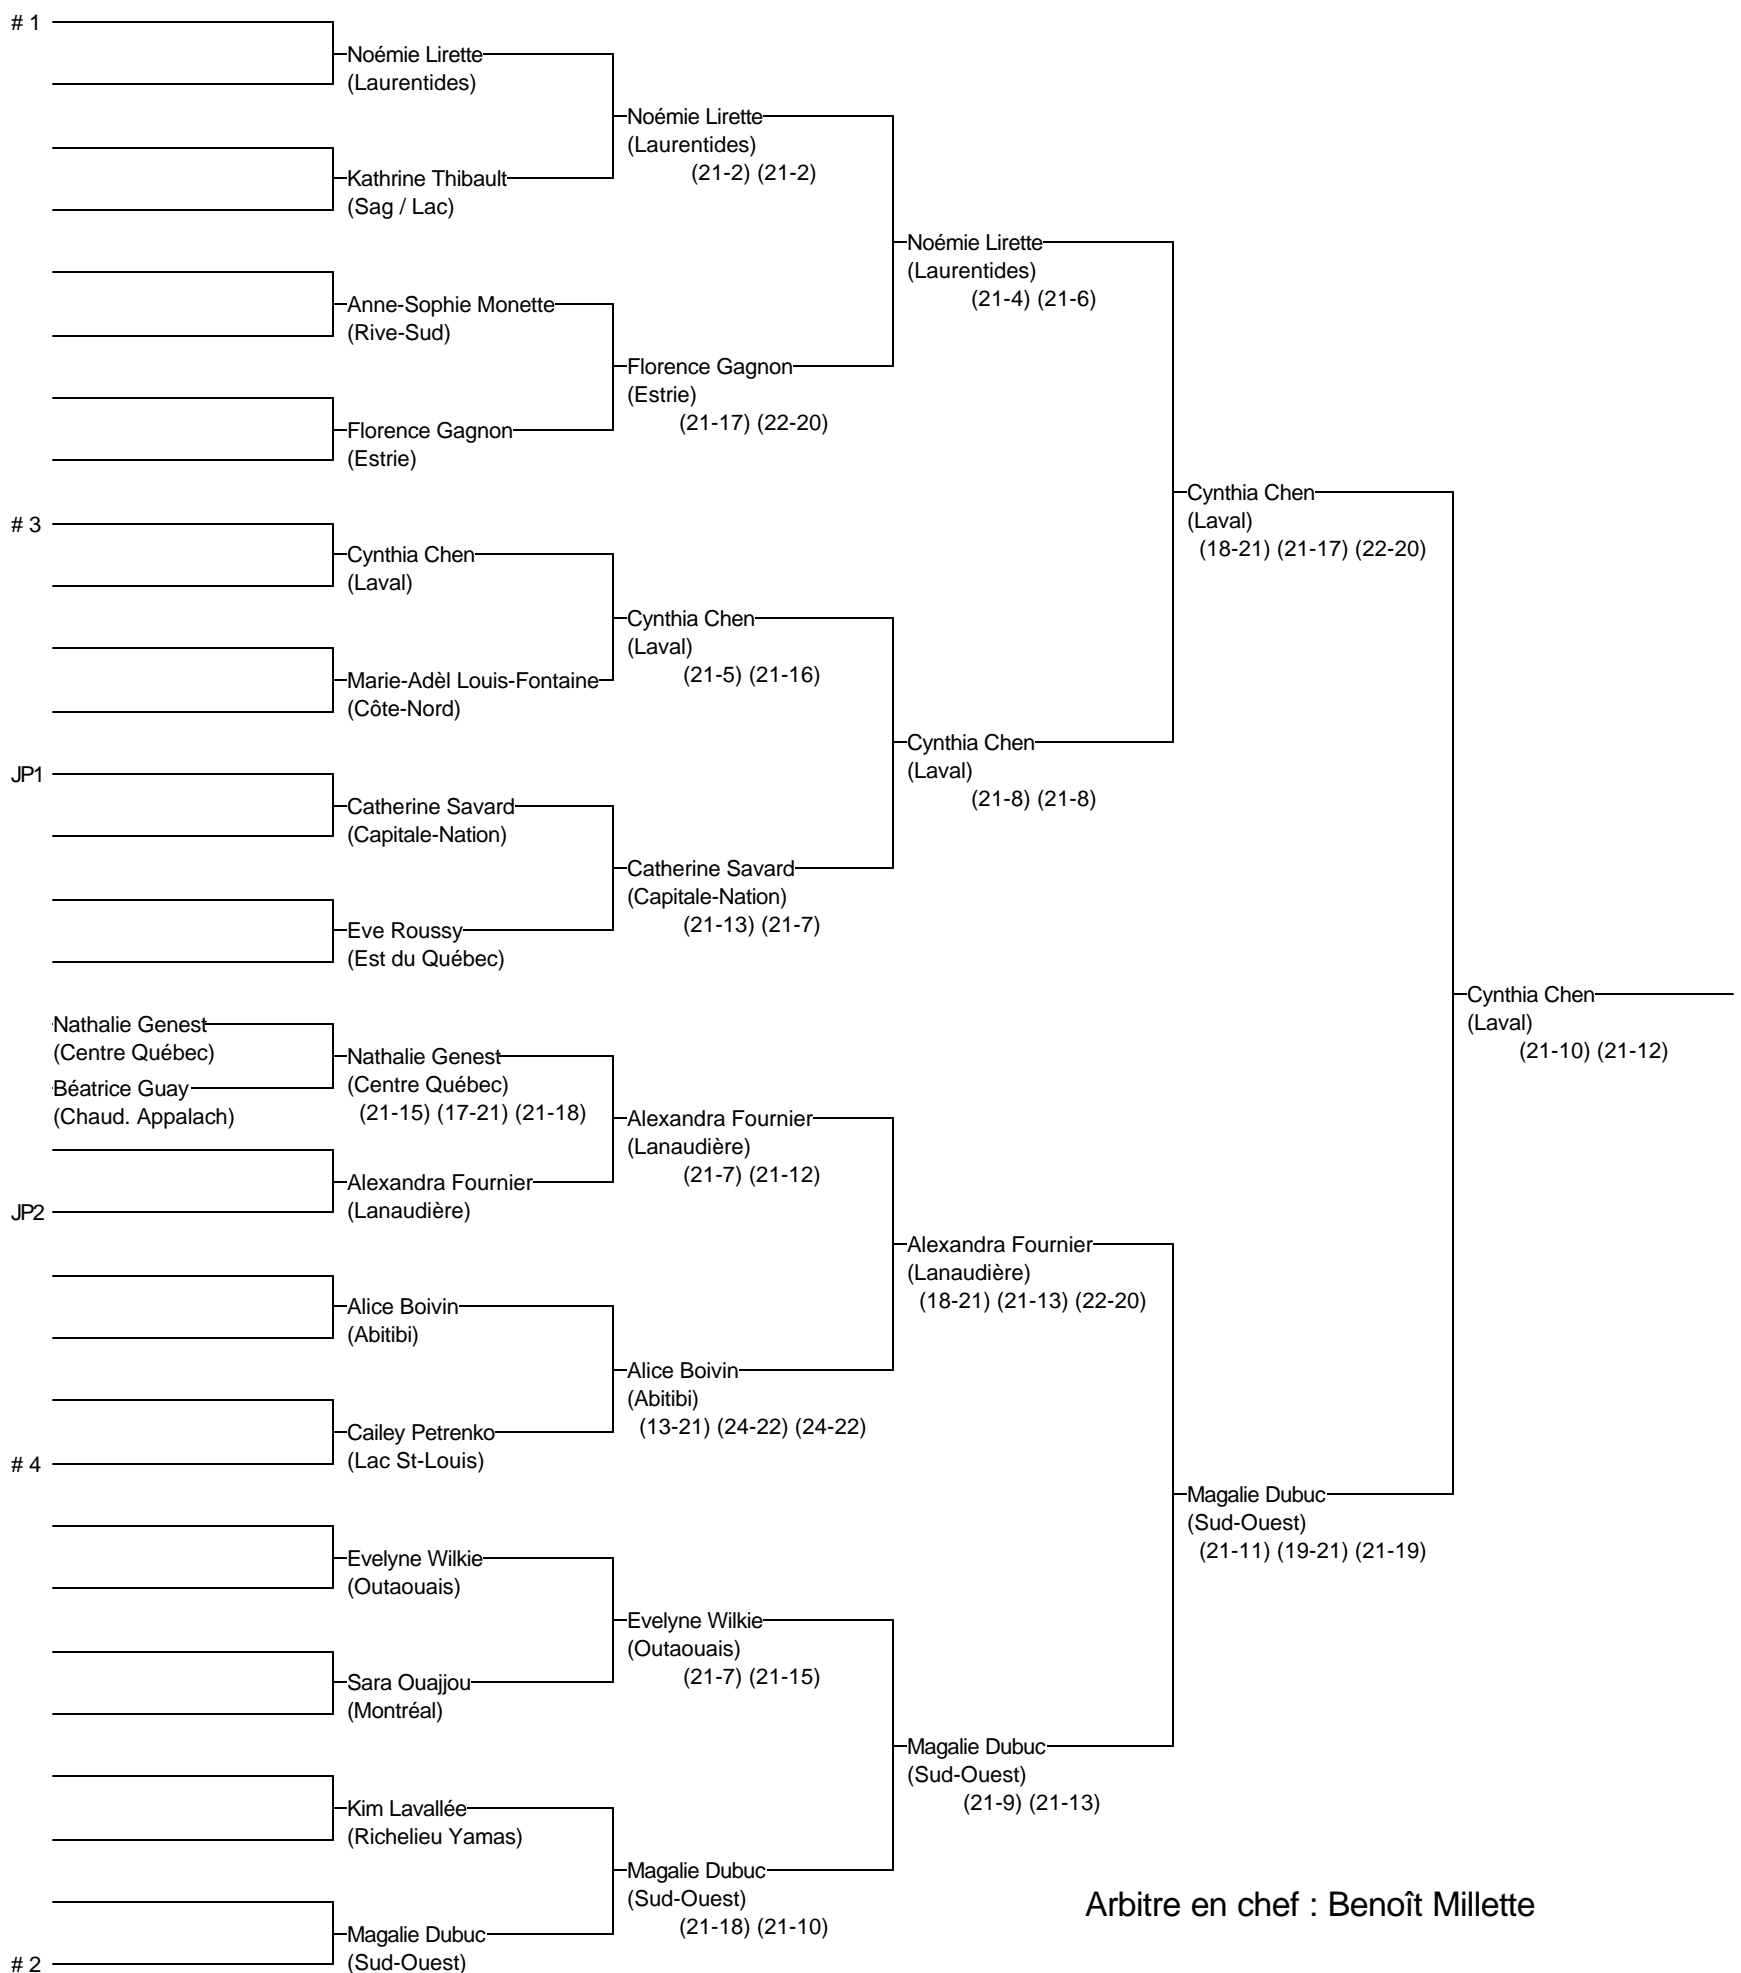 # 1
Noémie Lirette
(Laurentides)
Noémie Lirette
(Laurentides)
(21-2) (21-2)
Kathrine Thibault
(Sag / Lac)
Noémie Lirette
(Laurentides)
(21-4) (21-6)
Anne-Sophie Monette
(Rive-Sud)
Florence Gagnon
(Estrie)
(21-17) (22-20)
Florence Gagnon
(Estrie)
Cynthia Chen
(Laval)
(18-21) (21-17) (22-20)
# 3
Cynthia Chen
(Laval)
Cynthia Chen
(Laval)
(21-5) (21-16)
Marie-Adèl Louis-Fontaine
(Côte-Nord)
Cynthia Chen
(Laval)
(21-8) (21-8)
JP1
Catherine Savard
(Capitale-Nation)
Catherine Savard
(Capitale-Nation)
(21-13) (21-7)
Eve Roussy
(Est du Québec)
Cynthia Chen
(Laval)
(21-10) (21-12)
Nathalie Genest
(Centre Québec)
Nathalie Genest
(Centre Québec)
(21-15) (17-21) (21-18)
Béatrice Guay
(Chaud. Appalach)
Alexandra Fournier
(Lanaudière)
(21-7) (21-12)
Alexandra Fournier
(Lanaudière)
JP2
Alexandra Fournier
(Lanaudière)
(18-21) (21-13) (22-20)
Alice Boivin
(Abitibi)
Alice Boivin
(Abitibi)
(13-21) (24-22) (24-22)
Cailey Petrenko
(Lac St-Louis)
# 4
Magalie Dubuc
(Sud-Ouest)
(21-11) (19-21) (21-19)
Evelyne Wilkie
(Outaouais)
Evelyne Wilkie
(Outaouais)
(21-7) (21-15)
Sara Ouajjou
(Montréal)
Magalie Dubuc
(Sud-Ouest)
(21-9) (21-13)
Kim Lavallée
(Richelieu Yamas)
Magalie Dubuc
(Sud-Ouest)
(21-18) (21-10)
Arbitre en chef : Benoît Millette
Magalie Dubuc
(Sud-Ouest)
# 2